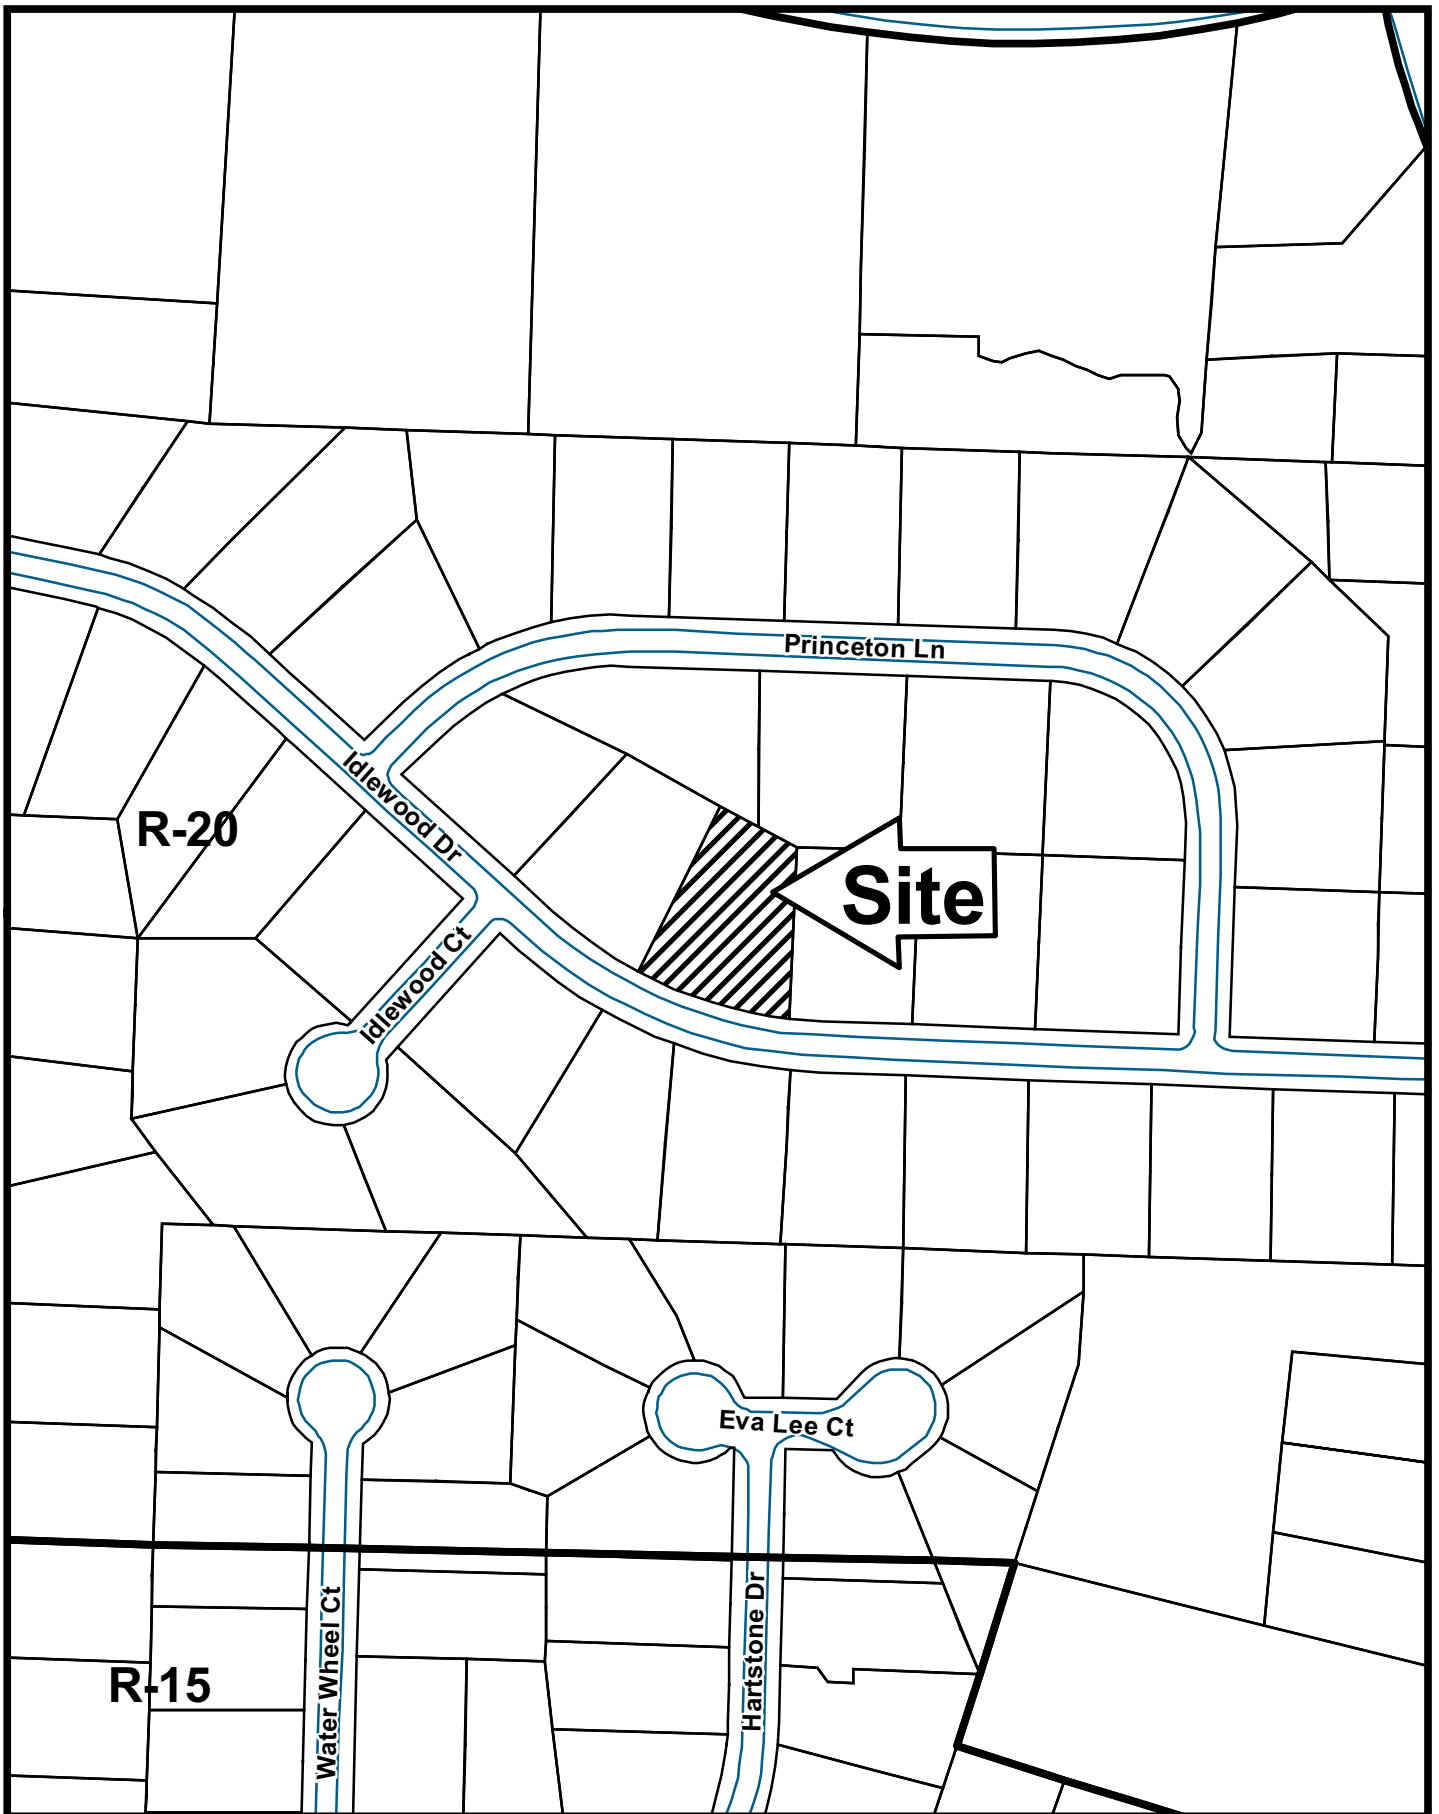 Princeton Ln
Idlewood Dr
R-20
Site
Idlewood Ct
Eva Lee Ct
Water Wheel Ct
Hartstone Dr
R-15